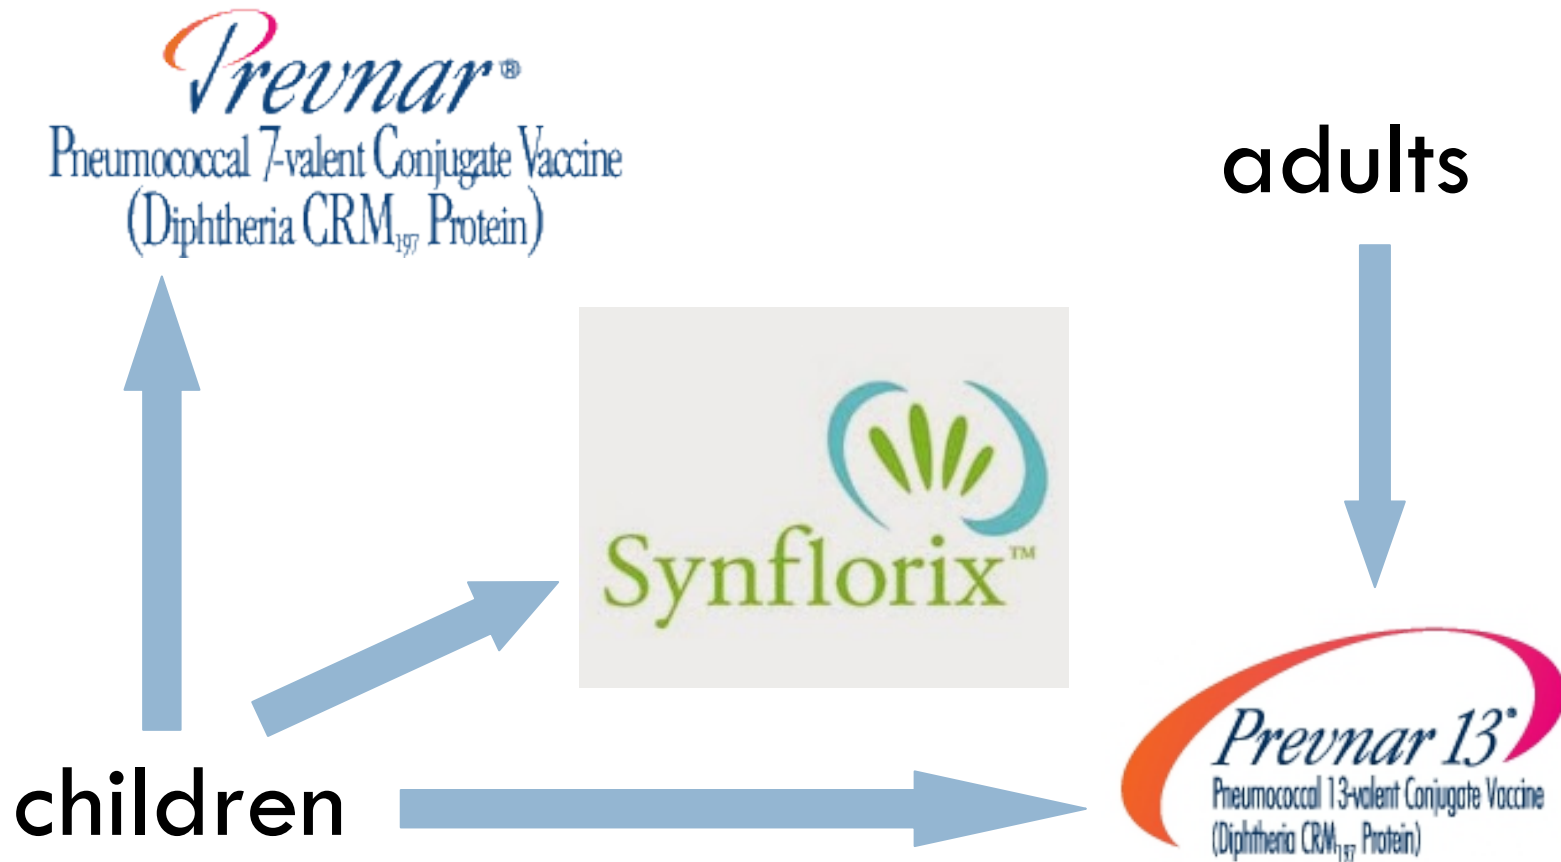 Prevnar®
Pneumococcal 7-valent Conjugate Vaccine
(Diphtheria CRM₁₉₇ Protein)
adults
Synflorix™
children
Prevnar 13®
Pneumococcal 13-valent Conjugate Vaccine
(Diphtheria CRM₁₉₇ Protein)